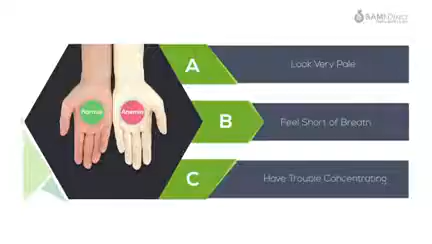 SAMI DIRECT
Normal
Anemia
A
Look Very Pale
B
Feel Short of Breath
C
Have Trouble Concentrating